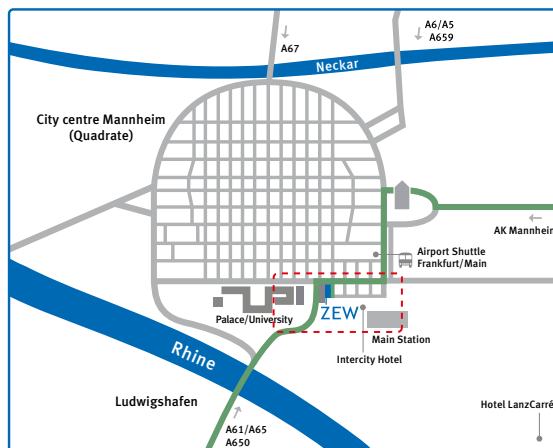 A6/A5
A659
A67
Neckar
City centre Mannheim
(Quadrate)
AK Mannheim
Airport Shuttle
Frankfurt/Main
ZEW
Palace/University
Main Station
Intercity Hotel
Rhine
Ludwigshafen
Hotel LanzCarré
A61/A65
A650